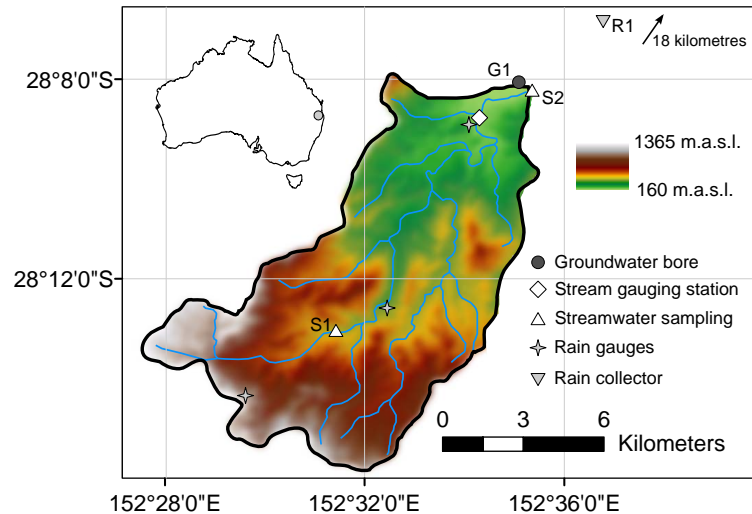 R1
18 kilometres
28°8'0"S
G1
S2
1365 m.a.s.l.
160 m.a.s.l.
28°12'0"S
Groundwater bore
Stream gauging station
S1
Streamwater sampling
Rain gauges
Rain collector
0 3 6
Kilometers
152°28'0"E 152°32'0"E 152°36'0"E